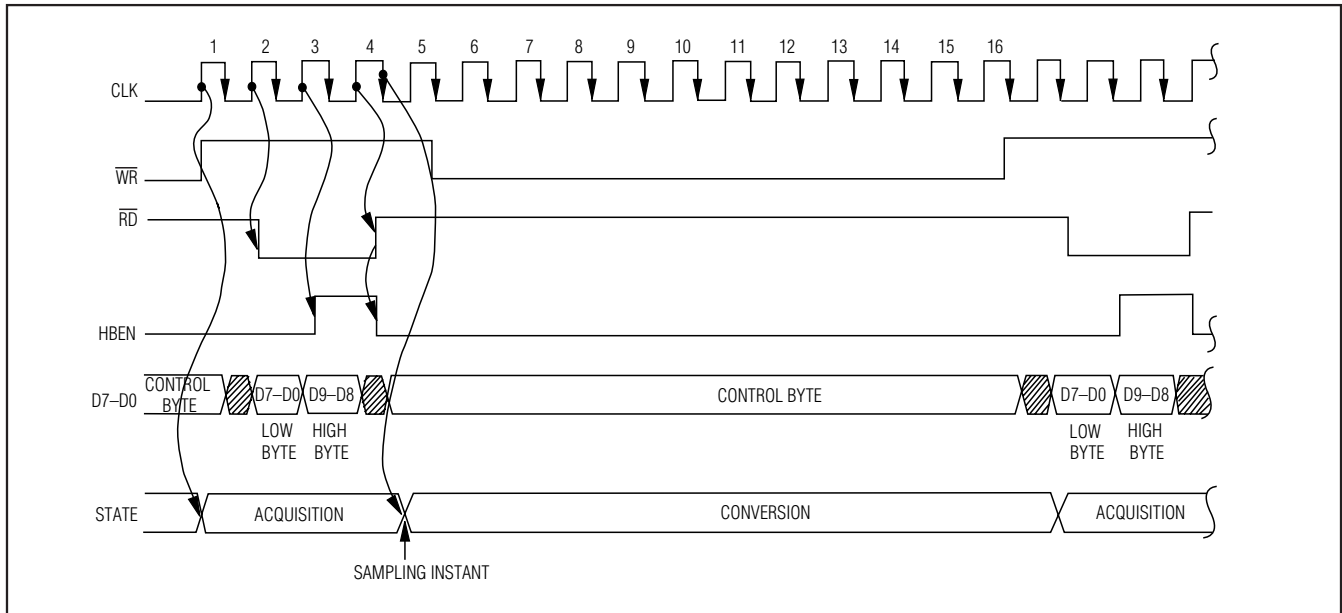 1 2 3 4 5 6 7 8 9 10 11 12 13 14 15 16
CLK
WR
RD
HBEN
D7–D0
CONTROL
BYTE
D7–D0
D9–D8
CONTROL BYTE
D7–D0
D9–D8
LOW
BYTE
HIGH
BYTE
LOW
BYTE
HIGH
BYTE
STATE
ACQUISITION
CONVERSION
ACQUISITION
SAMPLING INSTANT